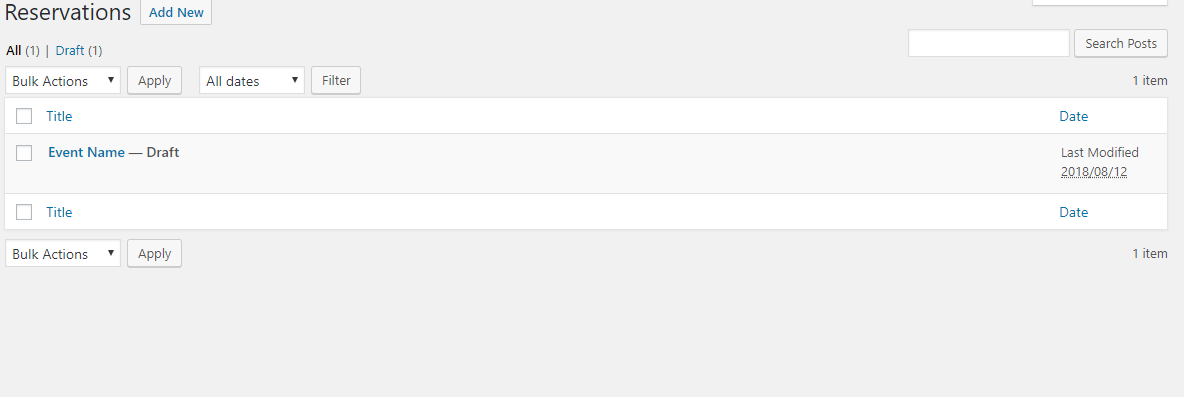 Reservations Add New
All (1) | Draft (1)
Search Posts
Bulk Actions Apply All dates Filter 1 item
Title Date
Event Name — Draft Last Modified
2018/08/12
Title Date
Bulk Actions Apply 1 item